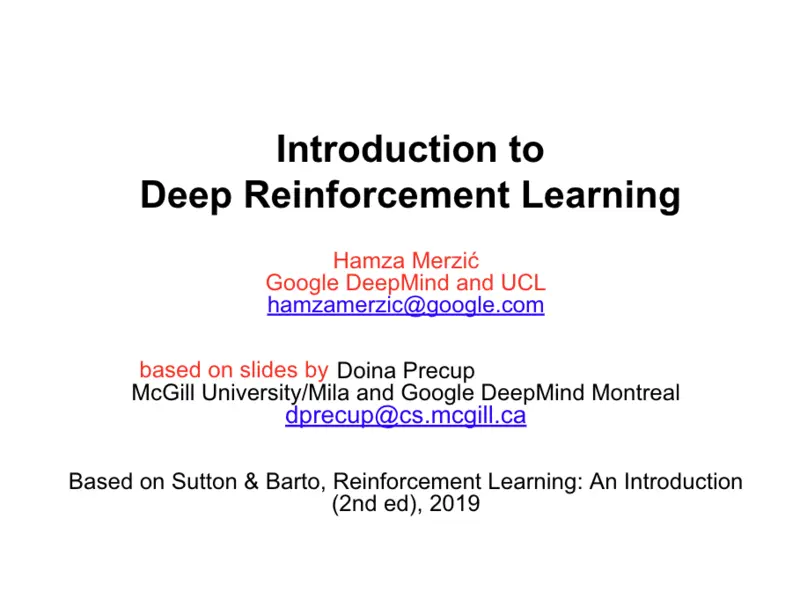 Introduction to
Deep Reinforcement Learning
Hamza Merzić
Google DeepMind and UCL
hamzamerzic@google.com
based on slides by Doina Precup
McGill University/Mila and Google DeepMind Montreal
dprecup@cs.mcgill.ca
Based on Sutton & Barto, Reinforcement Learning: An Introduction
(2nd ed), 2019